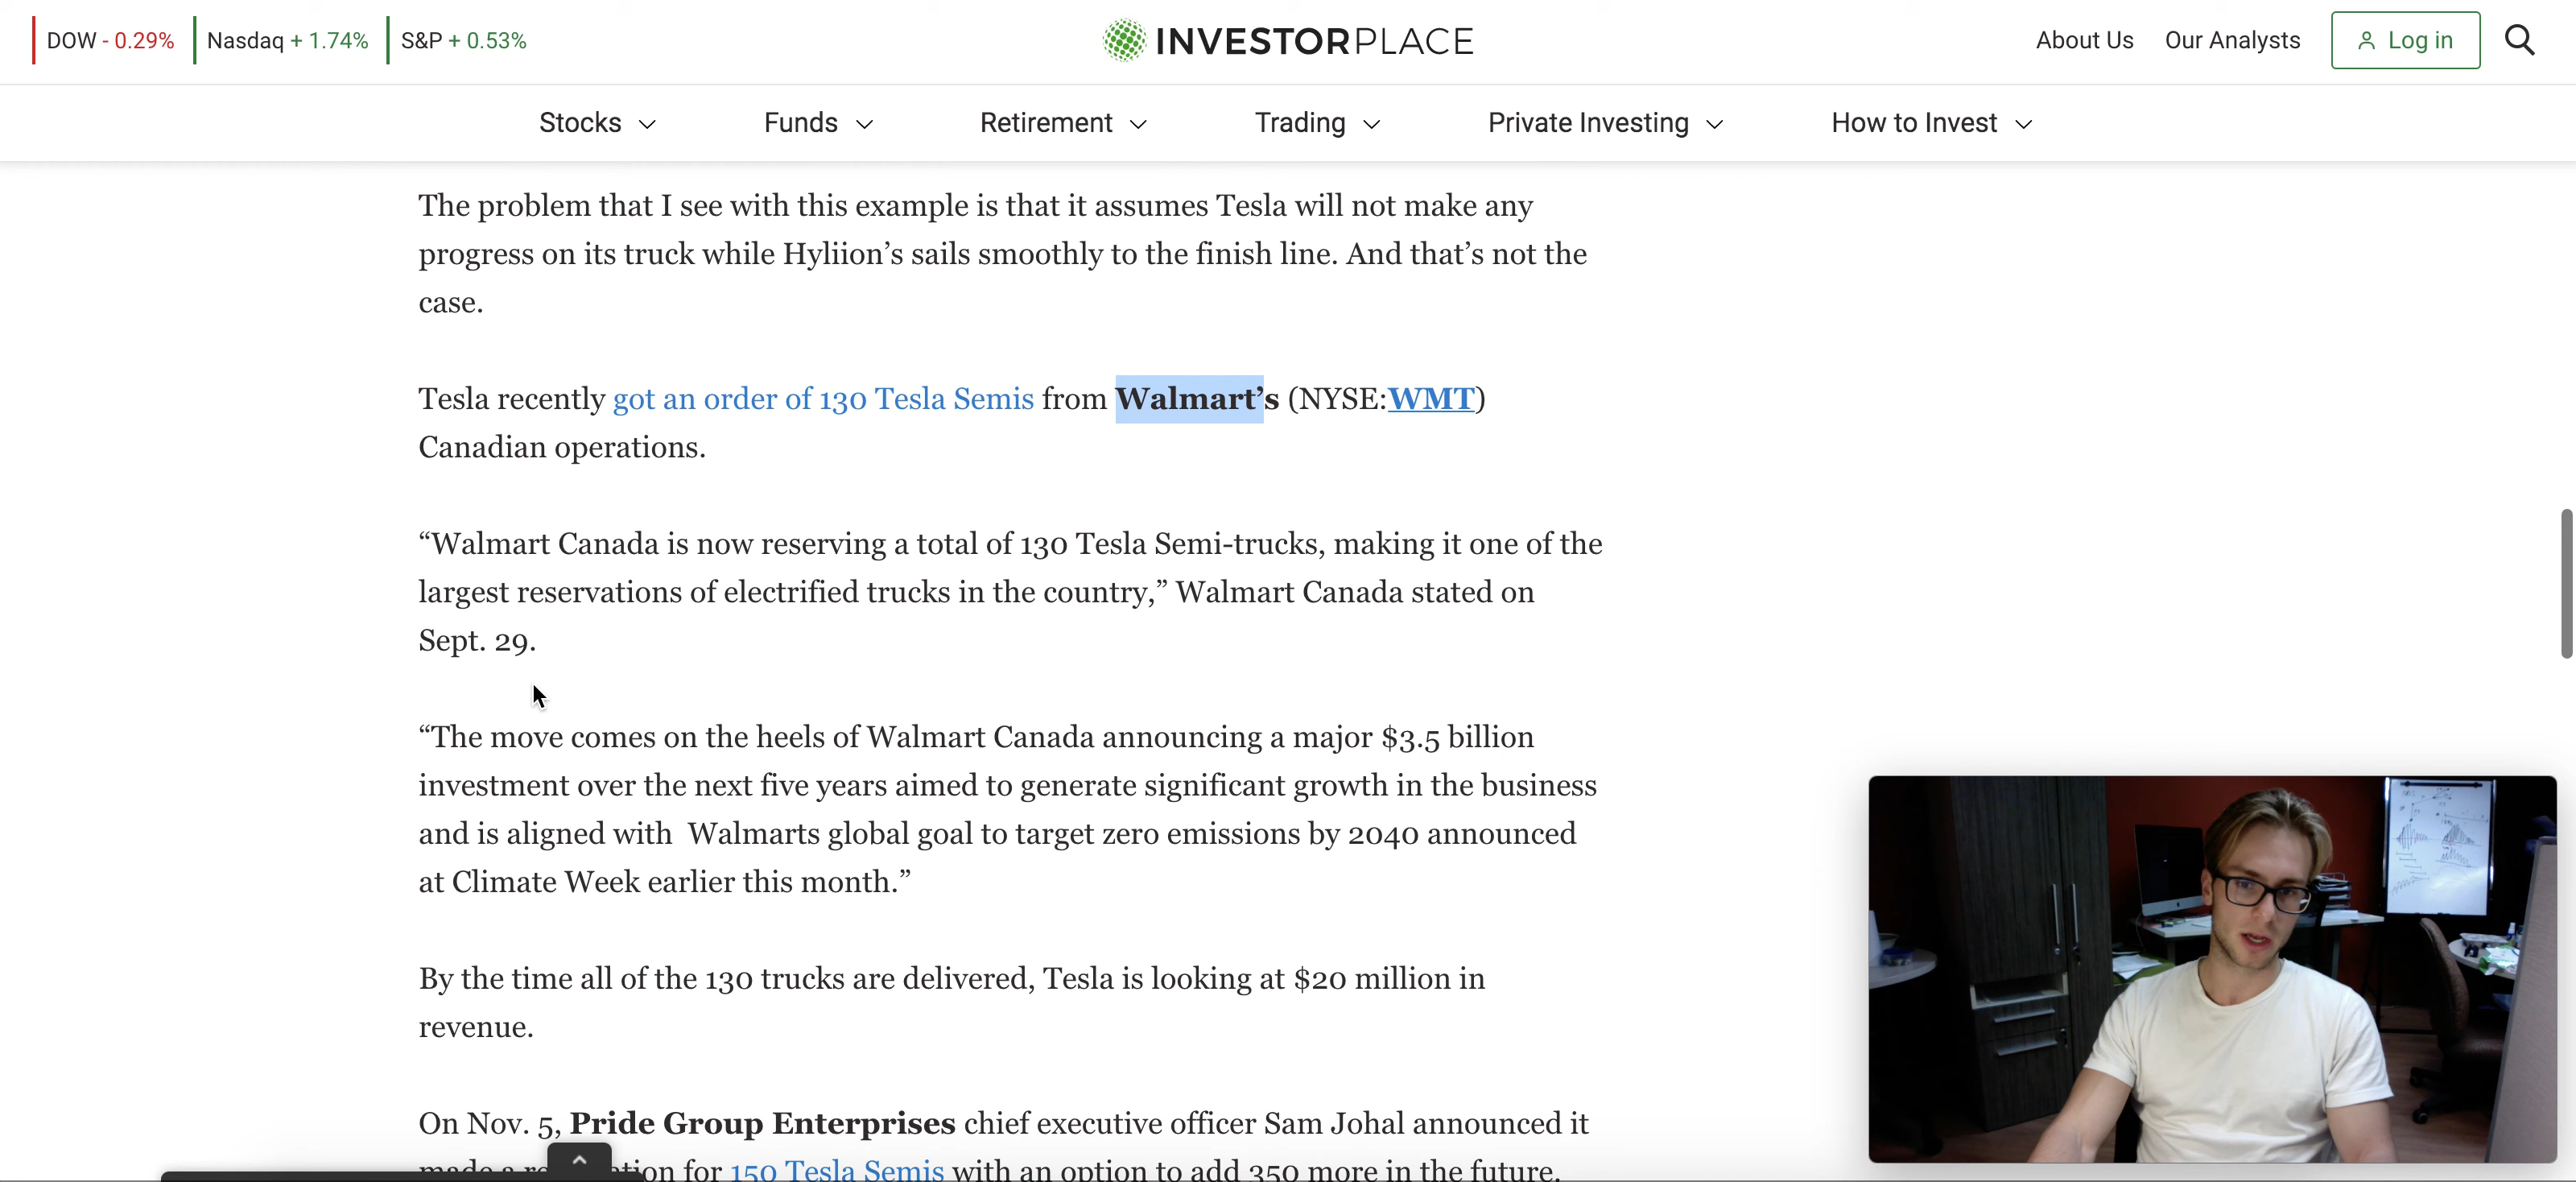 DOW - 0.29% Nasdaq + 1.74% S&P + 0.53% INVESTORPLACE About Us Our Analysts Log in
Stocks Funds Retirement Trading Private Investing How to Invest
The problem that I see with this example is that it assumes Tesla will not make any
progress on its truck while Hyliion’s sails smoothly to the finish line. And that’s not the
case.
Tesla recently got an order of 130 Tesla Semis from Walmart’s (NYSE:WMT)
Canadian operations.
“Walmart Canada is now reserving a total of 130 Tesla Semi-trucks, making it one of the
largest reservations of electrified trucks in the country,” Walmart Canada stated on
Sept. 29.
“The move comes on the heels of Walmart Canada announcing a major $3.5 billion
investment over the next five years aimed to generate significant growth in the business
and is aligned with  Walmarts global goal to target zero emissions by 2040 announced
at Climate Week earlier this month.”
By the time all of the 130 trucks are delivered, Tesla is looking at $20 million in
revenue.
On Nov. 5, Pride Group Enterprises chief executive officer Sam Johal announced it
made a for 150 Tesla Semis with an option to add 350 more in the future.